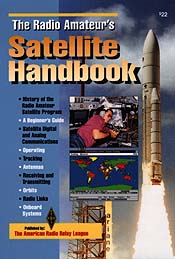 The Radio Amateur's
$22
Satellite
Handbook
• History of the
Radio Amateur
Satellite Program
• A Beginner's Guide
• Satellite Digital
and Analog
Communications
• Operating
• Tracking
• Antennas
• Receiving and
Transmitting
• Orbits
• Radio Links
• Onboard
Systems
ariane
Published by:
The American Radio Relay League